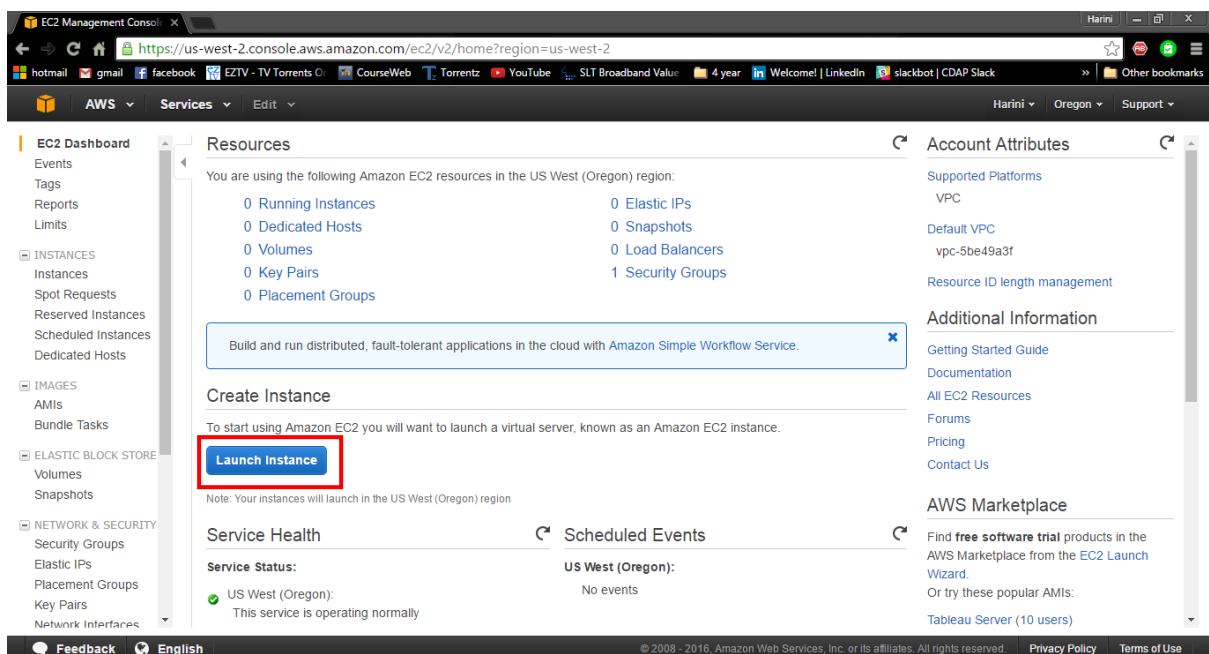 EC2 Management Consol
Harini
https://us-west-2.console.aws.amazon.com/ec2/v2/home?region=us-west-2
hotmail gmail facebook EZTV - TV Torrents O CourseWeb Torrentz YouTube SLT Broadband Value 4 year Welcome! | LinkedIn slackbot | CDAP Slack » Other bookmarks
AWS Services Edit Harini Oregon Support
EC2 Dashboard
Events
Tags
Reports
Limits
INSTANCES
Instances
Spot Requests
Reserved Instances
Scheduled Instances
Dedicated Hosts
IMAGES
AMIs
Bundle Tasks
ELASTIC BLOCK STORE
Volumes
Snapshots
NETWORK & SECURITY
Security Groups
Elastic IPs
Placement Groups
Key Pairs
Network Interfaces
Resources
You are using the following Amazon EC2 resources in the US West (Oregon) region:
0 Running Instances
0 Dedicated Hosts
0 Volumes
0 Key Pairs
0 Placement Groups
0 Elastic IPs
0 Snapshots
0 Load Balancers
1 Security Groups
Build and run distributed, fault-tolerant applications in the cloud with Amazon Simple Workflow Service.
Create Instance
To start using Amazon EC2 you will want to launch a virtual server, known as an Amazon EC2 instance.
Launch Instance
Note: Your instances will launch in the US West (Oregon) region
Service Health
Service Status:
US West (Oregon):
This service is operating normally
Scheduled Events
US West (Oregon):
No events
Account Attributes
Supported Platforms
VPC
Default VPC
vpc-5be49a3f
Resource ID length management
Additional Information
Getting Started Guide
Documentation
All EC2 Resources
Forums
Pricing
Contact Us
AWS Marketplace
Find free software trial products in the
AWS Marketplace from the EC2 Launch
Wizard.
Or try these popular AMIs:
Tableau Server (10 users)
Feedback English © 2008 - 2016, Amazon Web Services, Inc. or its affiliates. All rights reserved. Privacy Policy Terms of Use